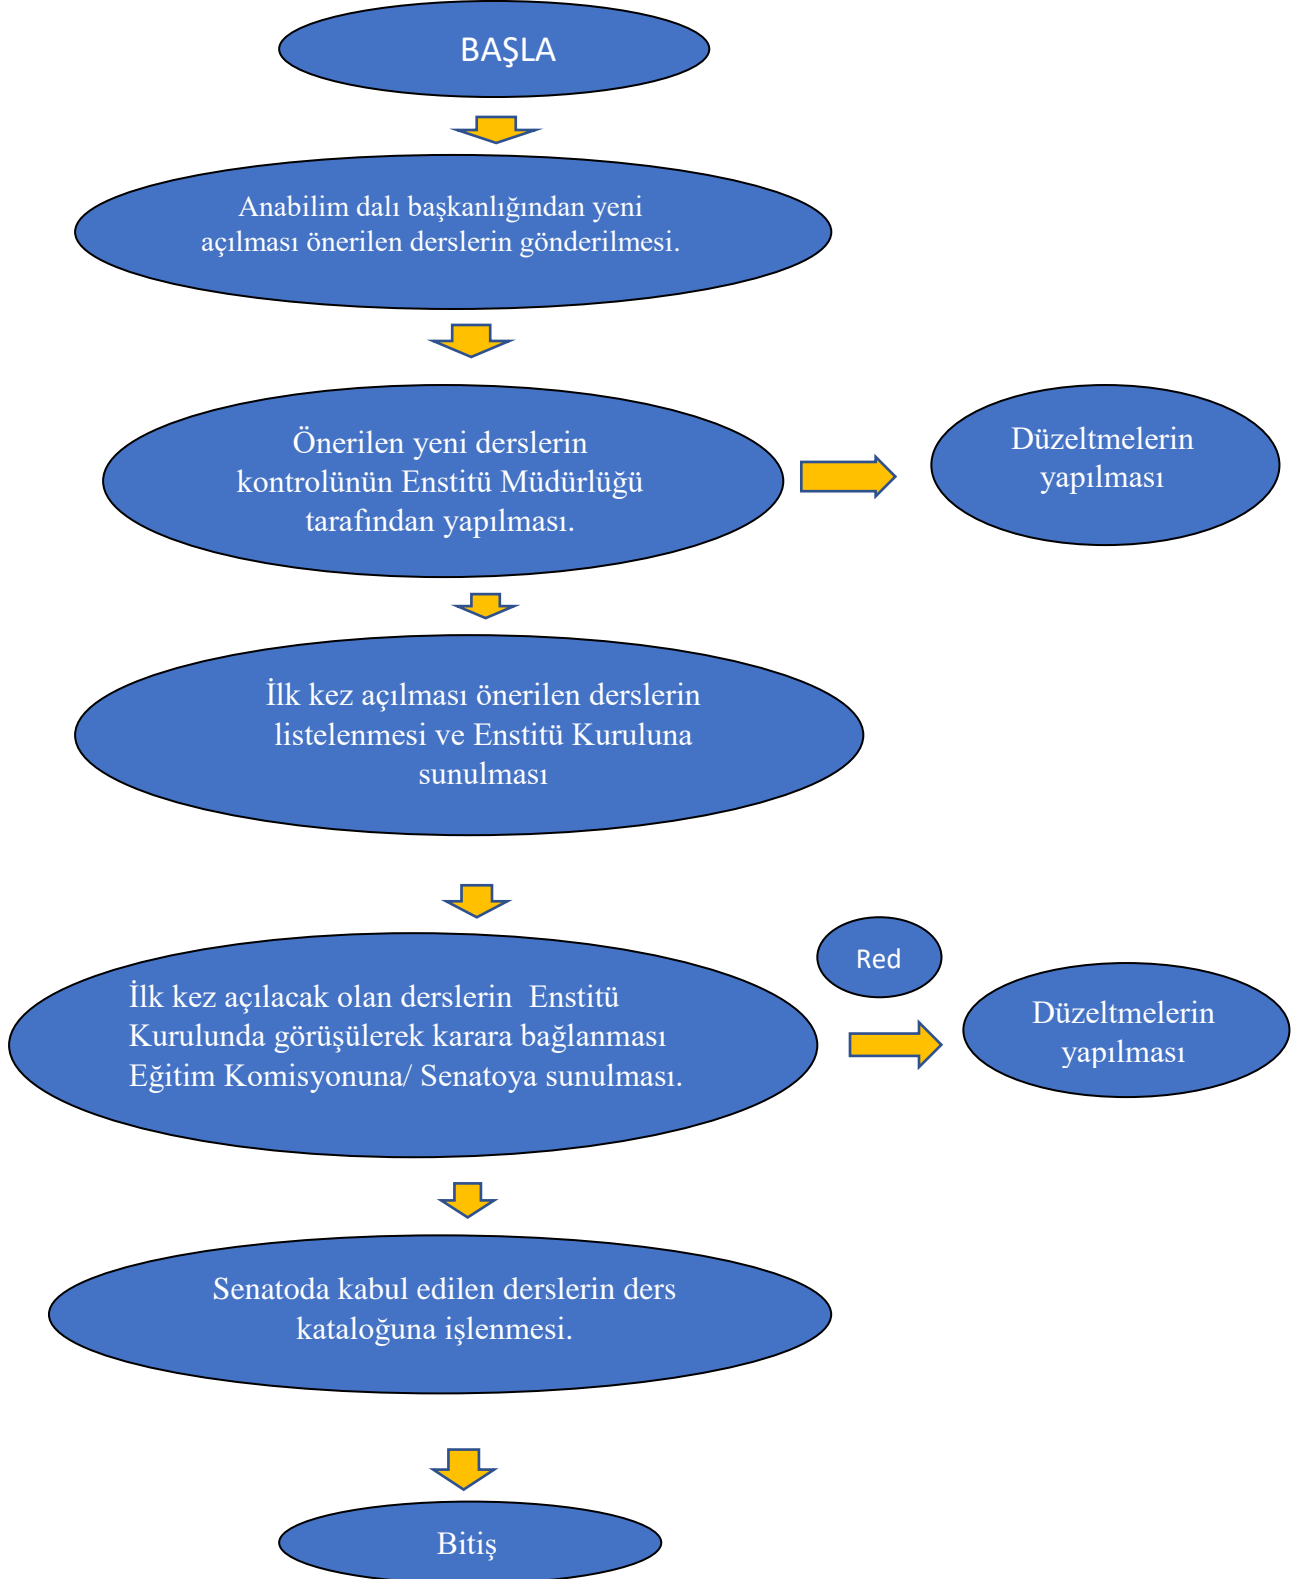 BAŞLA
Anabilim dalı başkanlığından yeni
açılması önerilen derslerin gönderilmesi.
Önerilen yeni derslerin
kontrolünün Enstitü Müdürlüğü
tarafından yapılması.
Düzeltmelerin
yapılması
İlk kez açılması önerilen derslerin
listelenmesi ve Enstitü Kuruluna
sunulması
İlk kez açılacak olan derslerin  Enstitü
Kurulunda görüşülerek karara bağlanması
Eğitim Komisyonuna/ Senatoya sunulması.
Red
Düzeltmelerin
yapılması
Senatoda kabul edilen derslerin ders
kataloğuna işlenmesi.
Bitiş